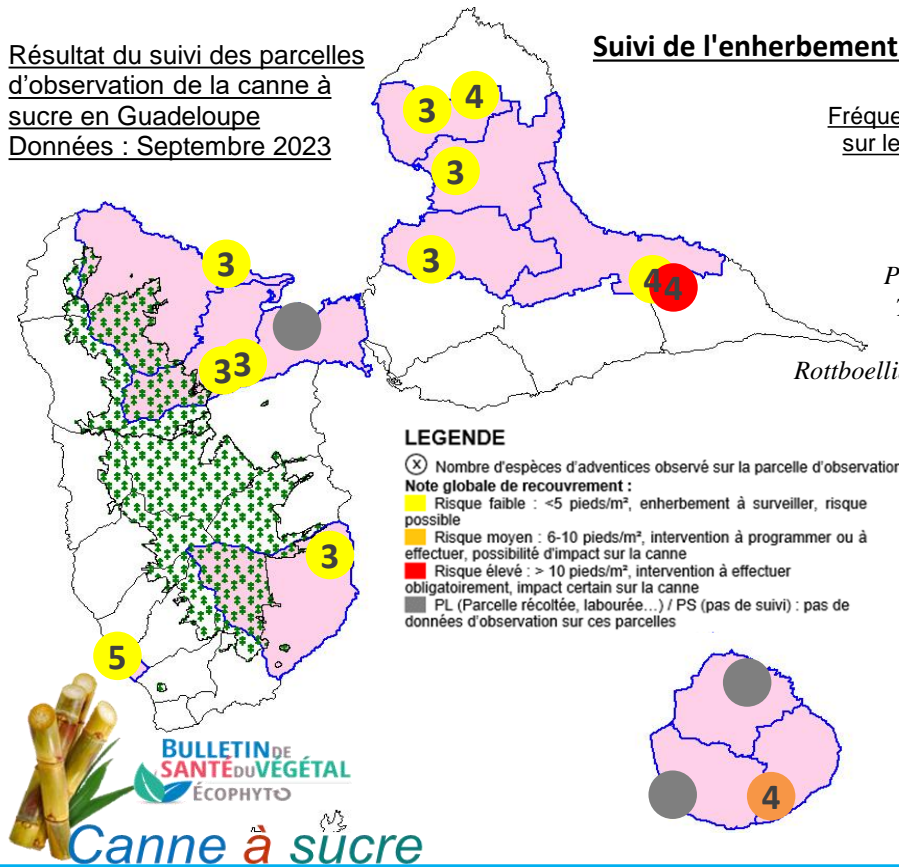 Résultat du suivi des parcelles
d'observation de la canne à
sucre en Guadeloupe
Données : Septembre 2023
Suivi de l'enherbement
Fréque
sur le
P
T
Rottboelli
3
4
3
3
4
4
3
3
3
3
5
LEGENDE
X Nombre d'espèces d'adventices observé sur la parcelle d'observation
Note globale de recouvrement :
Risque faible : <5 pieds/m², enherbement à surveiller, risque
possible
Risque moyen : 6-10 pieds/m², intervention à programmer ou à
effectuer, possibilité d'impact sur la canne
Risque élevé : > 10 pieds/m², intervention à effectuer
obligatoirement, impact certain sur la canne
PL (Parcelle récoltée, labourée...) / PS (pas de suivi) : pas de
données d'observation sur ces parcelles
4
BULLETIN DE
SANTÉ DU VÉGÉTAL
ÉCOPHYTO
Canne à sucre